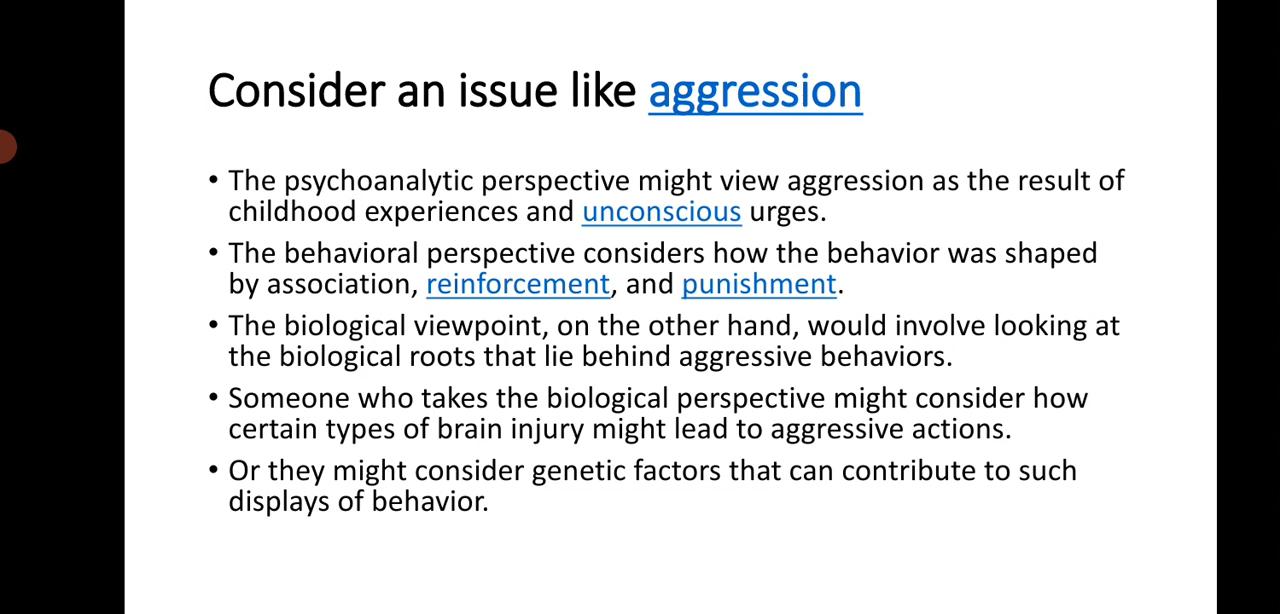 Consider an issue like aggression
• The psychoanalytic perspective might view aggression as the result of
childhood experiences and unconscious urges.
• The behavioral perspective considers how the behavior was shaped
by association, reinforcement, and punishment.
• The biological viewpoint, on the other hand, would involve looking at
the biological roots that lie behind aggressive behaviors.
• Someone who takes the biological perspective might consider how
certain types of brain injury might lead to aggressive actions.
• Or they might consider genetic factors that can contribute to such
displays of behavior.